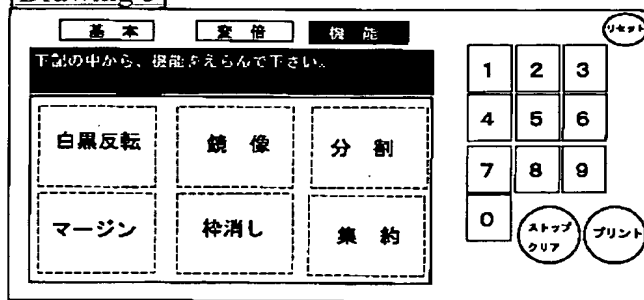 Drawing 3
基本 変倍 機能 リセット
下記の中から、機能をえらんで下さい。
1 2 3
白黒反転 鏡像 分割
4 5 6
7 8 9
マージン 枠消し 集約
0 ストップ クリア プリント